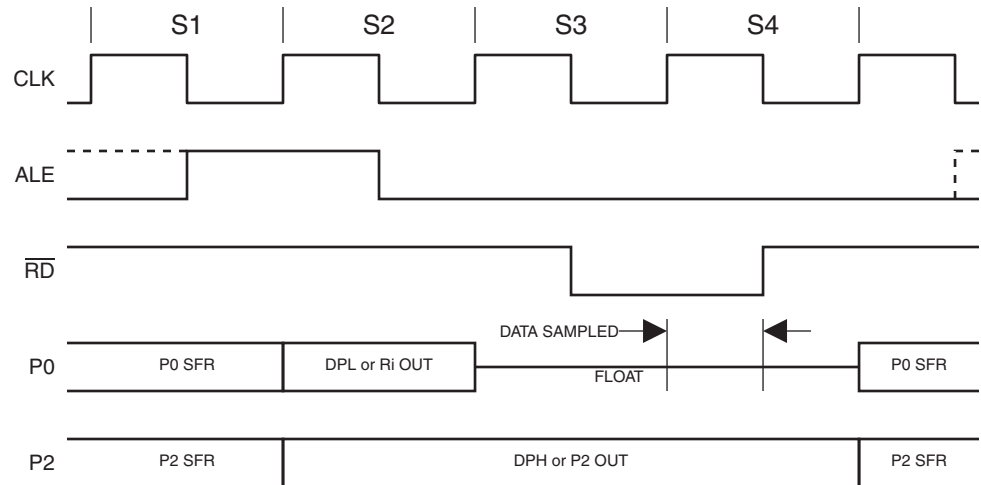 S1 S2 S3 S4
CLK
ALE
RD
DATA SAMPLED
P0 P0 SFR DPL or Ri OUT FLOAT P0 SFR
P2 P2 SFR DPH or P2 OUT P2 SFR